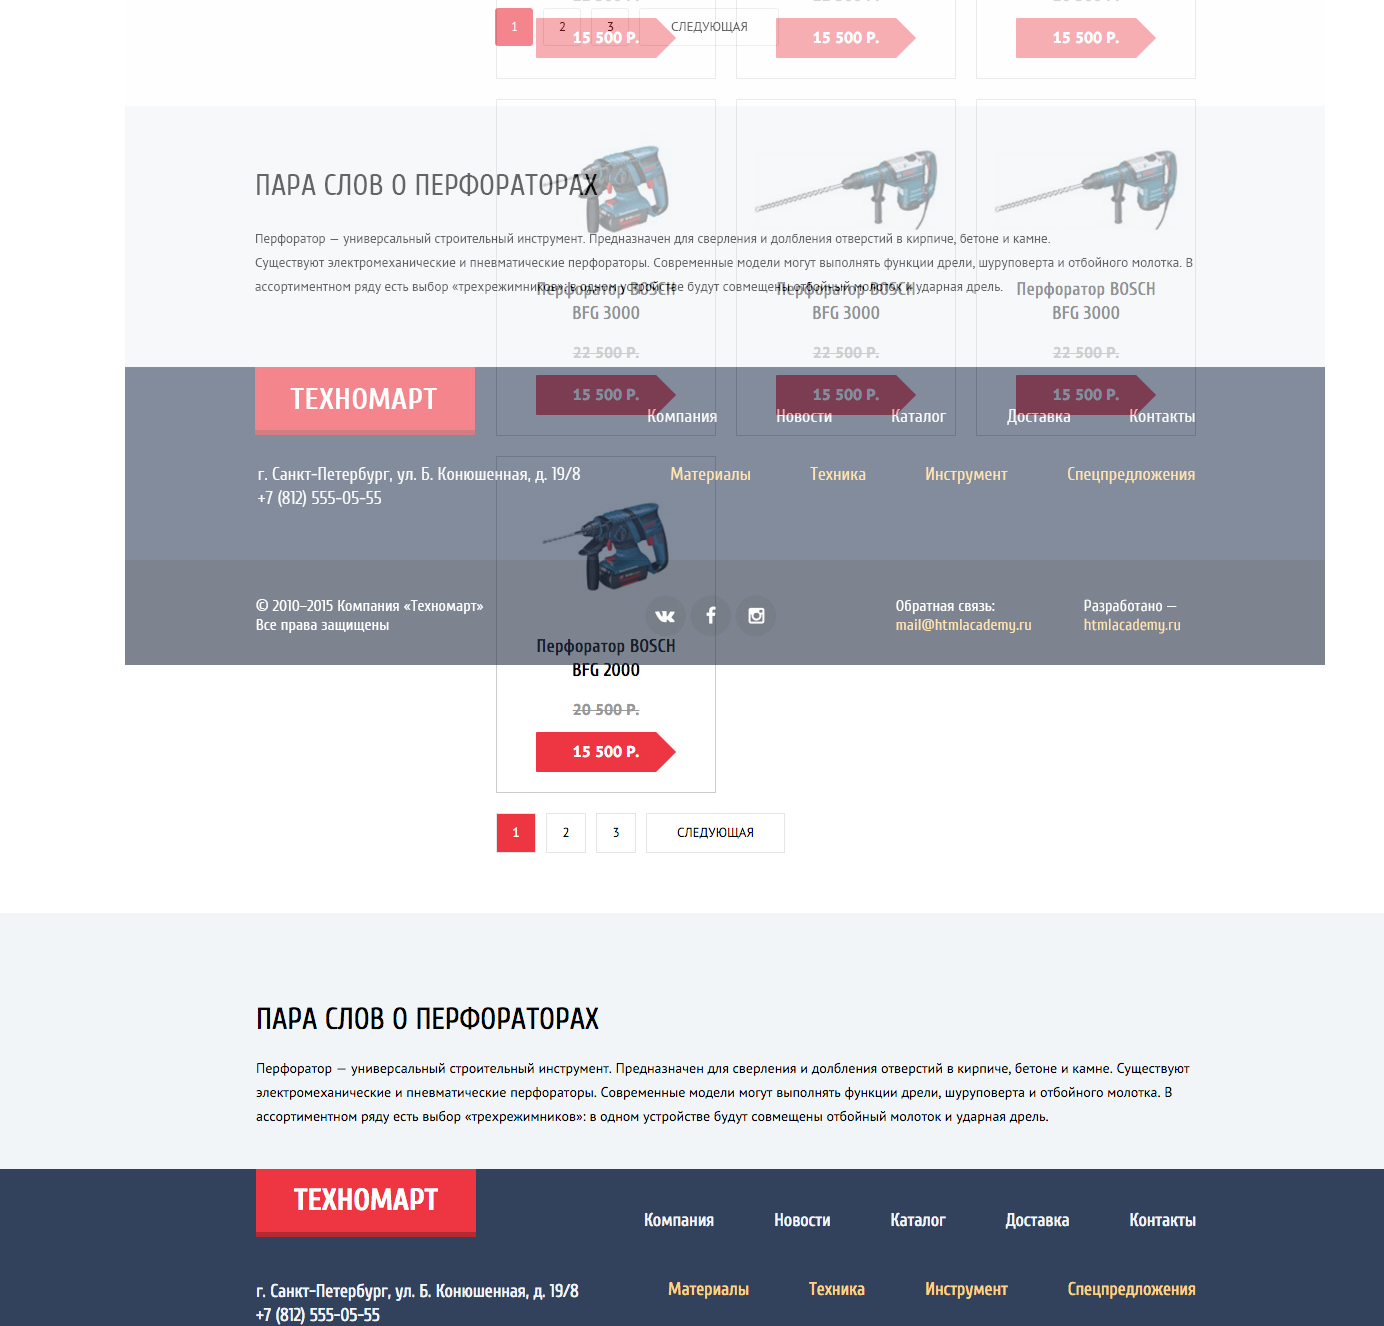 1 2 3 СЛЕДУЮЩАЯ
15 500 Р. 15 500 Р. 15 500 Р.
ПАРА СЛОВ О ПЕРФОРАТОРАХ
Перфоратор — универсальный строительный инструмент. Предназначен для сверления и долбления отверстий в кирпиче, бетоне и камне.
Существуют электромеханические и пневматические перфораторы. Современные модели могут выполнять функции дрели, шуруповерта и отбойного молотка. В
ассортиментном ряду есть выбор «трехрежимников»: в одном устройстве будут совмещены отбойный молоток и ударная дрель.
Перфоратор BOSCH Перфоратор BOSCH Перфоратор BOSCH
BFG 3000 BFG 3000 BFG 3000
22 500 Р. 22 500 Р. 22 500 Р.
15 500 Р. 15 500 Р. 15 500 Р.
ТЕХНОМАРТ
Компания Новости Каталог Доставка Контакты
г. Санкт-Петербург, ул. Б. Конюшенная, д. 19/8
+7 (812) 555-05-55
Материалы Техника Инструмент Спецпредложения
© 2010–2015 Компания «Техномарт»
Все права защищены
Обратная связь:
mail@htmlacademy.ru
Разработано —
htmlacademy.ru
Перфоратор BOSCH
BFG 2000
20 500 Р.
15 500 Р.
1 2 3 СЛЕДУЮЩАЯ
ПАРА СЛОВ О ПЕРФОРАТОРАХ
Перфоратор — универсальный строительный инструмент. Предназначен для сверления и долбления отверстий в кирпиче, бетоне и камне. Существуют
электромеханические и пневматические перфораторы. Современные модели могут выполнять функции дрели, шуруповерта и отбойного молотка. В
ассортиментном ряду есть выбор «трехрежимников»: в одном устройстве будут совмещены отбойный молоток и ударная дрель.
ТЕХНОМАРТ
Компания Новости Каталог Доставка Контакты
г. Санкт-Петербург, ул. Б. Конюшенная, д. 19/8
+7 (812) 555-05-55
Материалы Техника Инструмент Спецпредложения